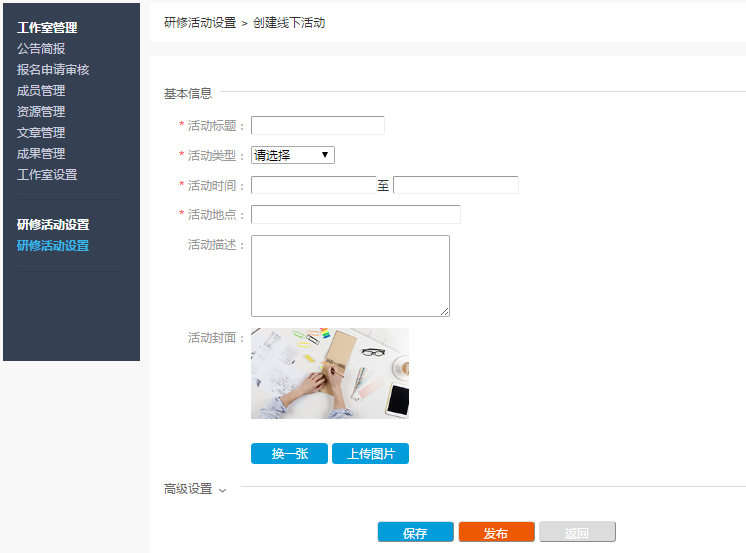 工作室管理
公告简报
报名申请审核
成员管理
资源管理
文章管理
成果管理
工作室设置
研修活动设置
研修活动设置
研修活动设置 > 创建线下活动
基本信息
* 活动标题：
* 活动类型： 请选择
* 活动时间： 至
* 活动地点：
活动描述：
活动封面：
换一张 上传图片
高级设置
保存 发布 返回